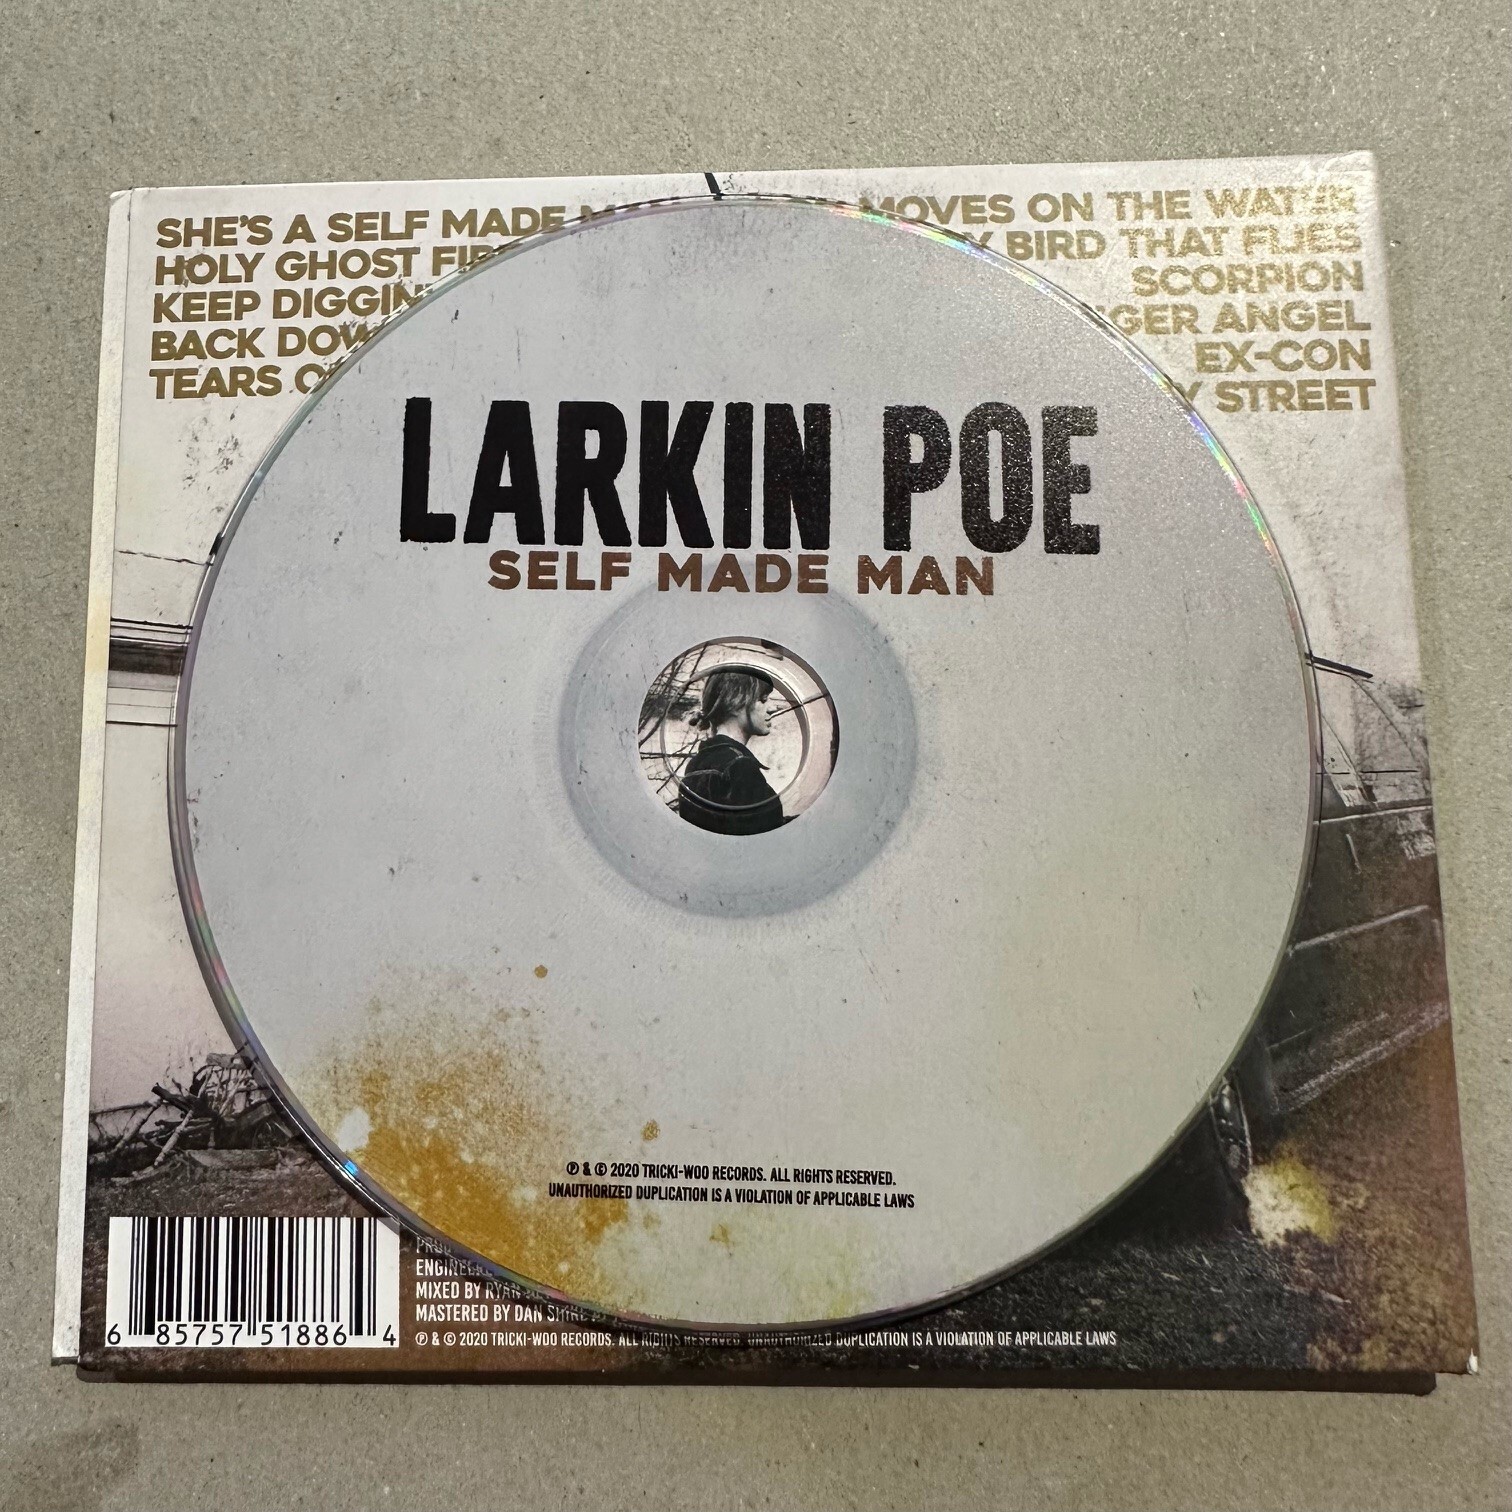 SHE'S A SELF MADE
HOLY GHOST
KEEP
BACK
TEARS
MOVES ON THE WATER
BIRD THAT FLIES
SCORPION
ANGEL
EX-CON
STREET
LARKIN POE
SELF MADE MAN
℗ & © 2020 TRICKI-WOO RECORDS. ALL RIGHTS RESERVED.
UNAUTHORIZED DUPLICATION IS A VIOLATION OF APPLICABLE LAWS
MIXED BY RYAN
MASTERED BY DAN
℗ & © 2020 TRICKI-WOO RECORDS. ALL RIGHTS RESERVED. UNAUTHORIZED DUPLICATION IS A VIOLATION OF APPLICABLE LAWS
6 85757 51886 4